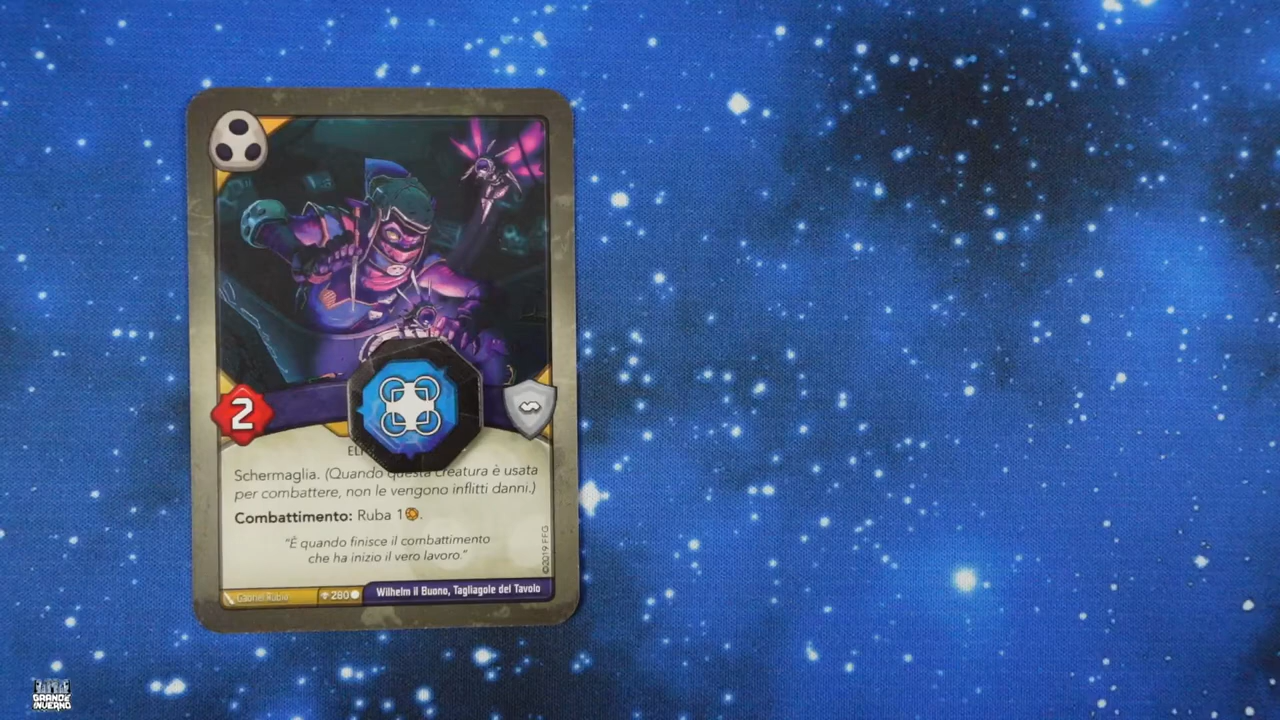 2
EL
Schermaglia. (Quando questa creatura è usata
per combattere, non le vengono inflitti danni.)
Combattimento: Ruba 1.
“È quando finisce il combattimento
che ha inizio il vero lavoro.”
©2019 FFG
Gabriel Rubio
280
Wilhelm il Buono, Tagliagole del Tavolo
GRANDE
INVERNO